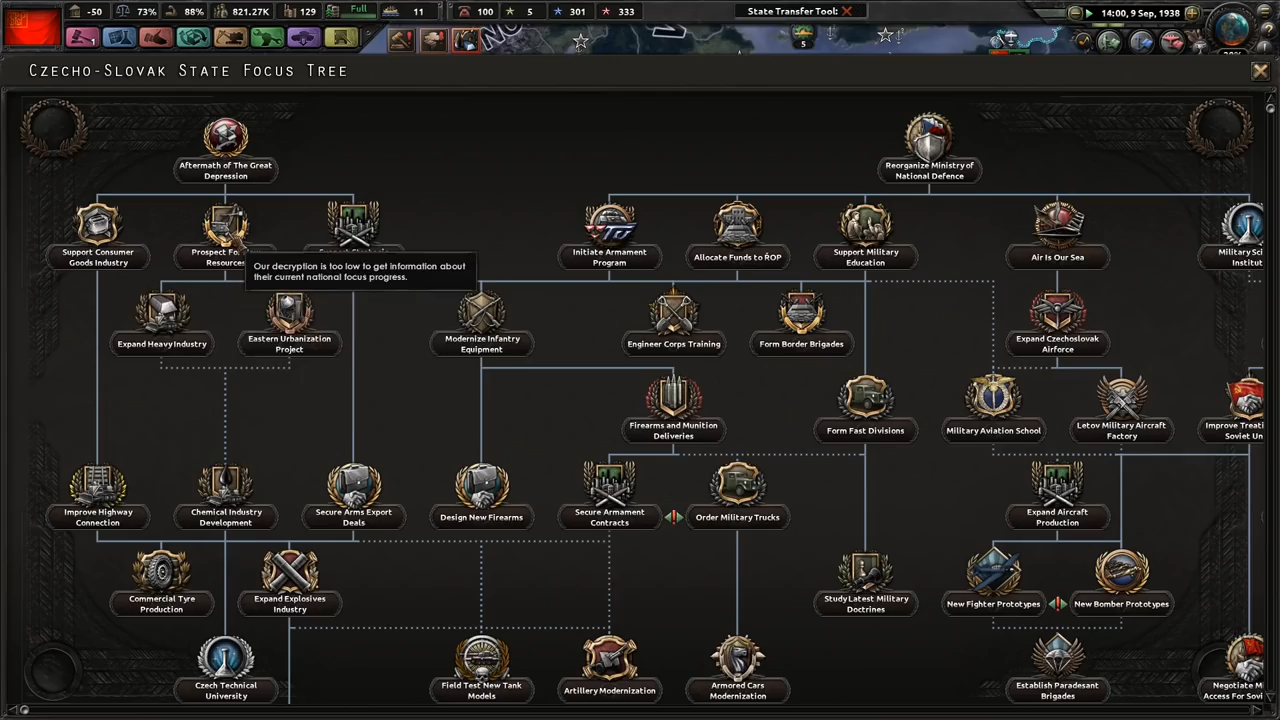 -50
73%
88%
821.27K
129
Full
11
100
5
301
333
State Transfer Tool:
14:00, 9 Sep, 1938
1
NO
5
Czecho-Slovak State Focus Tree
Aftermath of The Great
Depression
Reorganize Ministry of
National Defence
Support Consumer
Goods Industry
Prospect Fo
Resources
Initiate Armament
Program
Allocate Funds to ŘOP
Support Military
Education
Air Is Our Sea
Military Sci
Institut
Our decryption is too low to get information about
their current national focus progress.
Expand Heavy Industry
Eastern Urbanization
Project
Modernize Infantry
Equipment
Engineer Corps Training
Form Border Brigades
Expand Czechoslovak
Airforce
Firearms and Munition
Deliveries
Form Fast Divisions
Military Aviation School
Letov Military Aircraft
Factory
Improve Treati
Soviet Un
Improve Highway
Connection
Chemical Industry
Development
Secure Arms Export
Deals
Design New Firearms
Secure Armament
Contracts
Order Military Trucks
Expand Aircraft
Production
Commercial Tyre
Production
Expand Explosives
Industry
Study Latest Military
Doctrines
New Fighter Prototypes
New Bomber Prototypes
Czech Technical
University
Field Test New Tank
Models
Artillery Modernization
Armored Cars
Modernization
Establish Paradesant
Brigades
Negotiate Mi
Access For Sovi